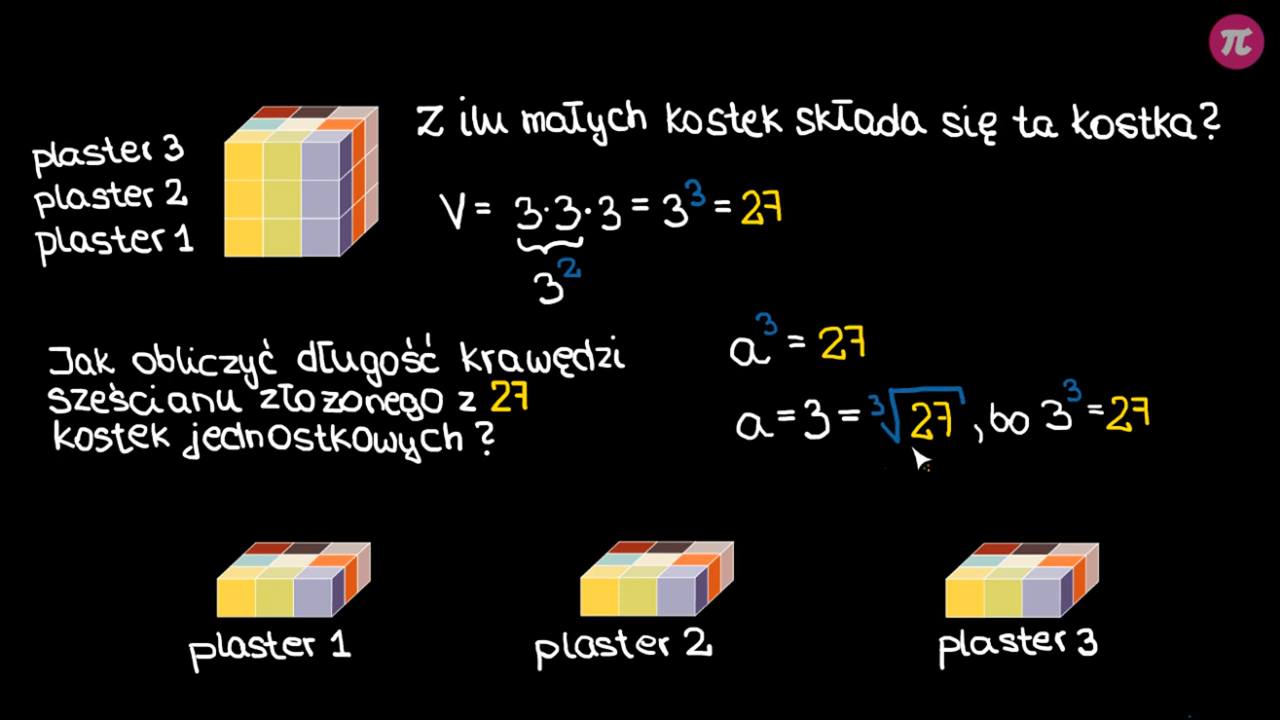 π
Z ilu małych kostek składa się ta kostka?
plaster 3
plaster 2
plaster 1
V = 3·3·3 = 3³ = 27
3²
Jak obliczyć długość krawędzi
sześcianu złozonego z 27
kostek jednostkowych?
a³ = 27
a = 3 = ∛27, bo 3³ = 27
plaster 1
plaster 2
plaster 3